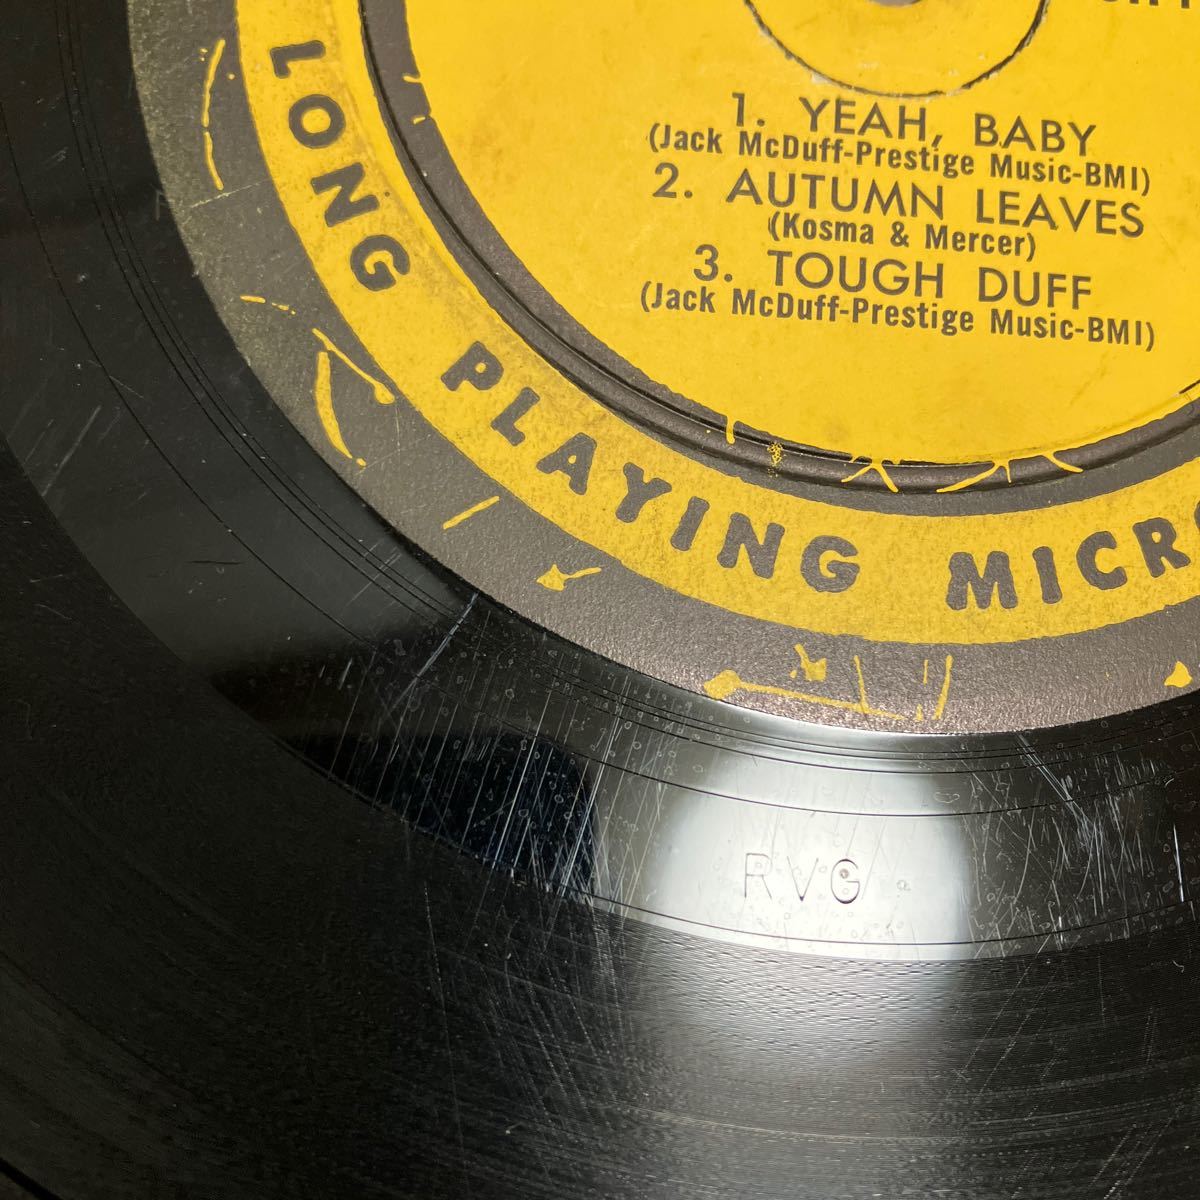 1. YEAH, BABY
(Jack McDuff-Prestige Music-BMI)
2. AUTUMN LEAVES
(Kosma & Mercer)
3. TOUGH DUFF
(Jack McDuff-Prestige Music-BMI)
LONG PLAYING
RVG